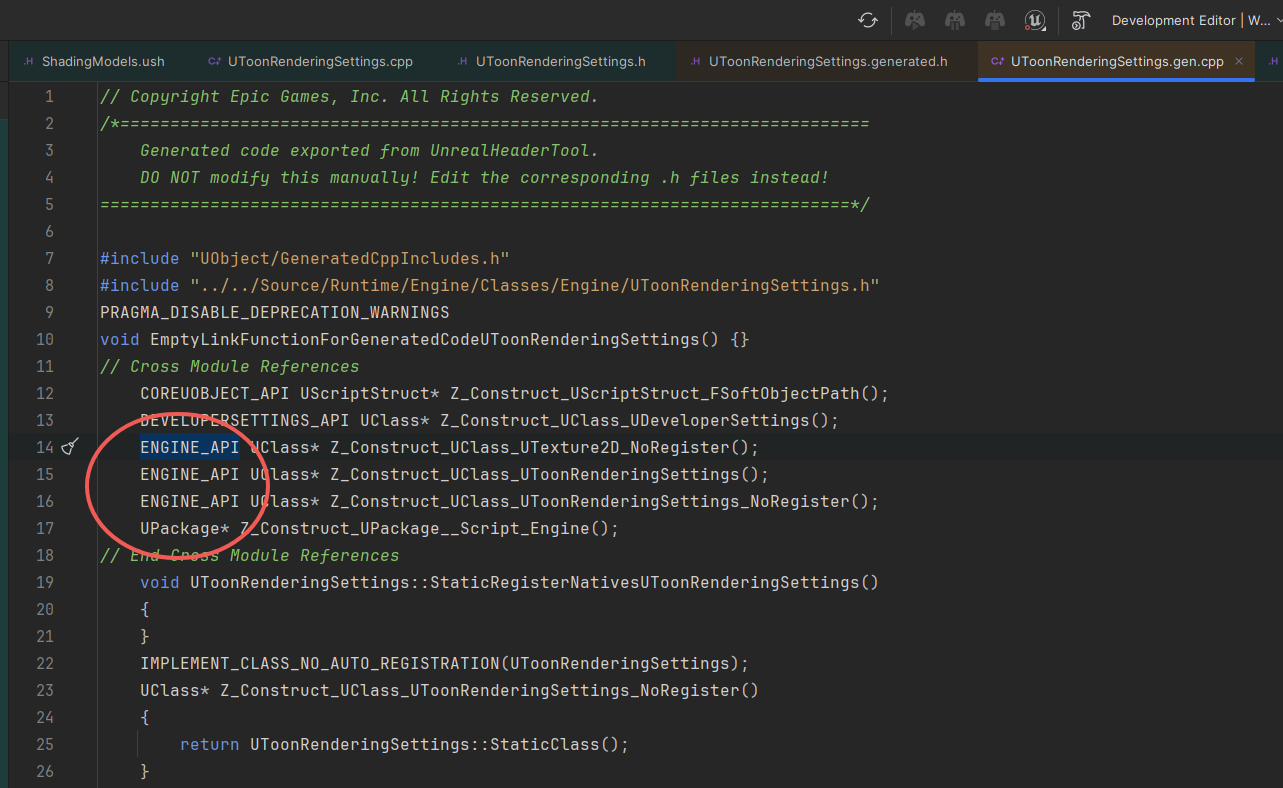 Development Editor | W...
.H ShadingModels.ush C+ UToonRenderingSettings.cpp .H UToonRenderingSettings.h .H UToonRenderingSettings.generated.h C+ UToonRenderingSettings.gen.cpp × .H
1 // Copyright Epic Games, Inc. All Rights Reserved.
2 /*===========================================================================
3 Generated code exported from UnrealHeaderTool.
4 DO NOT modify this manually! Edit the corresponding .h files instead!
5 ===========================================================================*/
6
7 #include "UObject/GeneratedCppIncludes.h"
8 #include "../../Source/Runtime/Engine/Classes/Engine/UToonRenderingSettings.h"
9 PRAGMA_DISABLE_DEPRECATION_WARNINGS
10 void EmptyLinkFunctionForGeneratedCodeUToonRenderingSettings() {}
11 // Cross Module References
12 COREUOBJECT_API UScriptStruct* Z_Construct_UScriptStruct_FSoftObjectPath();
13 DEVELOPERSETTINGS_API UClass* Z_Construct_UClass_UDeveloperSettings();
14 ENGINE_API UClass* Z_Construct_UClass_UTexture2D_NoRegister();
15 ENGINE_API UClass* Z_Construct_UClass_UToonRenderingSettings();
16 ENGINE_API UClass* Z_Construct_UClass_UToonRenderingSettings_NoRegister();
17 UPackage* Z_Construct_UPackage__Script_Engine();
18 // End Cross Module References
19 void UToonRenderingSettings::StaticRegisterNativesUToonRenderingSettings()
20 {
21 }
22 IMPLEMENT_CLASS_NO_AUTO_REGISTRATION(UToonRenderingSettings);
23 UClass* Z_Construct_UClass_UToonRenderingSettings_NoRegister()
24 {
25 return UToonRenderingSettings::StaticClass();
26 }